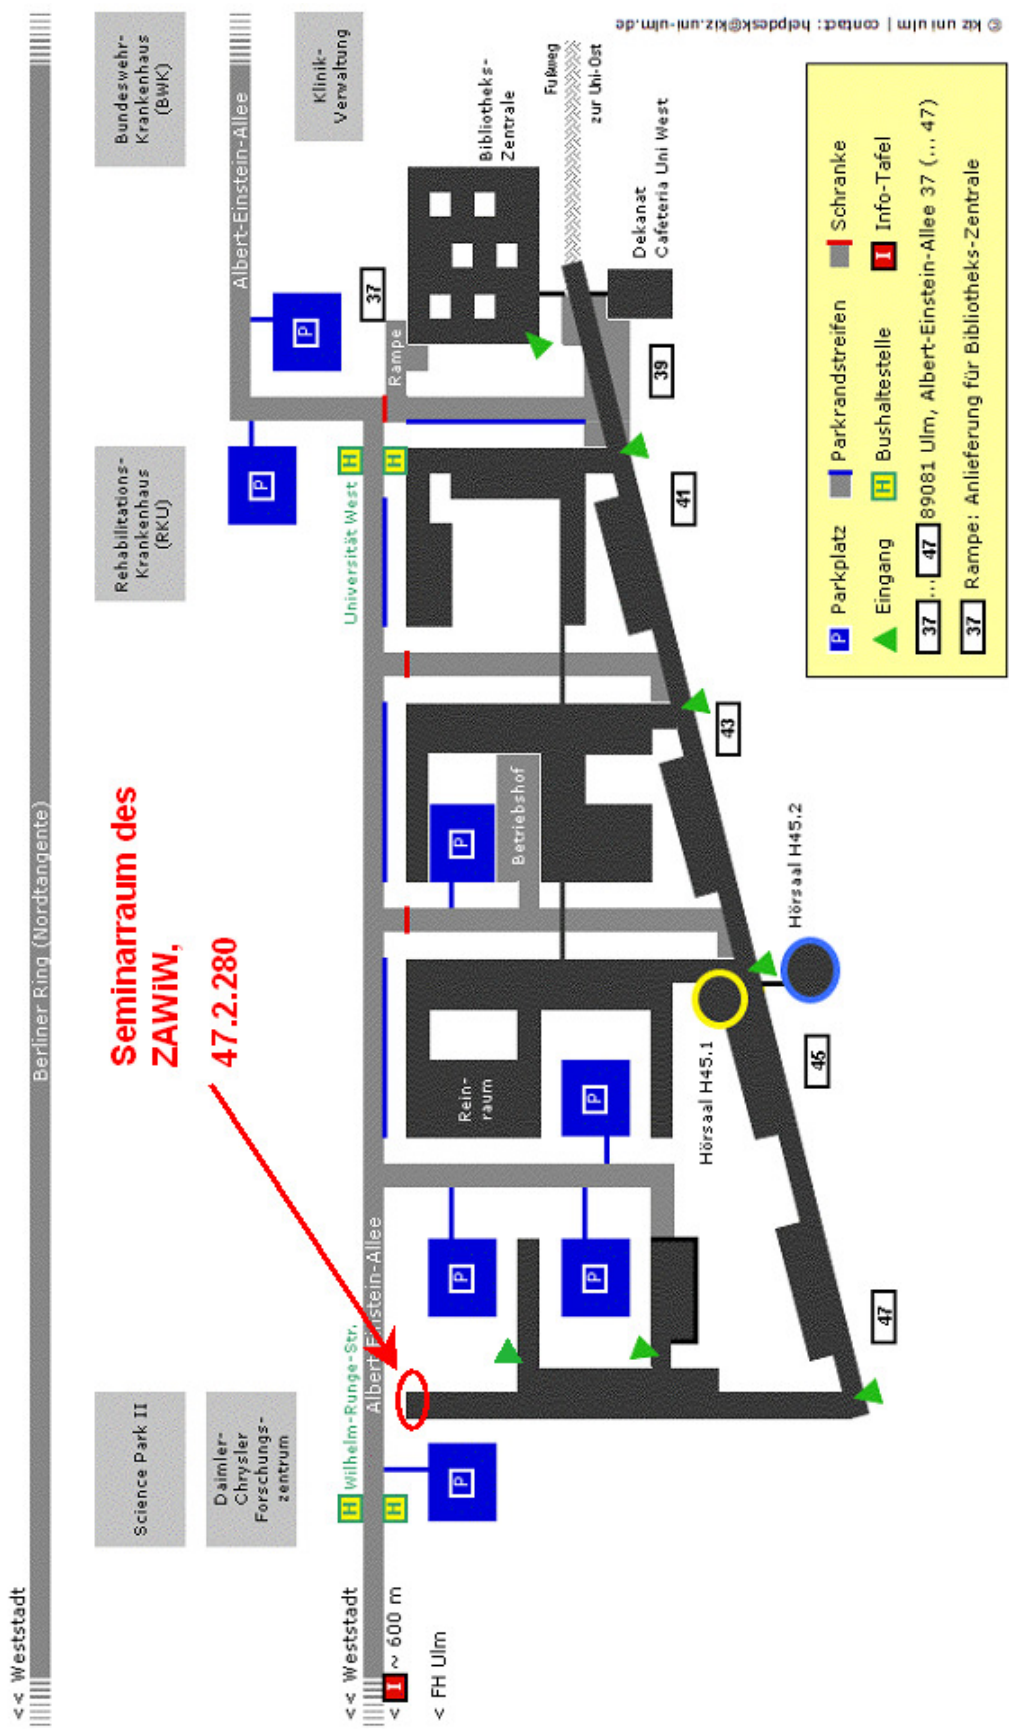 << Weststadt
Berliner Ring (Nordtangente)
Science Park II
Rehabilitations-
Krankenhaus
(RKU)
Bundeswehr-
Krankenhaus
(BWK)
Seminarraum des
ZAWiW,
47.2.280
Daimler-
Chrysler
Forschungs-
zentrum
Albert-Einstein-Allee
Klinik-
Verwaltung
P
P
<< Weststadt
H Wilhelm-Runge-Str.
Universität West H
Albert-Einstein-Allee
37
< I ~ 600 m
H
H
Rampe
< FH Ulm
P
P
P
Rein-
raum
Betriebshof
Bibliotheks-
Zentrale
P
P
Fußweg
zur Uni-Ost
Dekanat
Cafeteria Uni West
39
41
43
Hörsaal H45.1
Hörsaal H45.2
45
47
P Parkplatz
Parkrandstreifen
Schranke
Eingang
H Bushaltestelle
I Info-Tafel
37 ... 47 89081 Ulm, Albert-Einstein-Allee 37 (... 47)
37 Rampe: Anlieferung für Bibliotheks-Zentrale
© kiz uni ulm | contact: helpdesk@kiz.uni-ulm.de